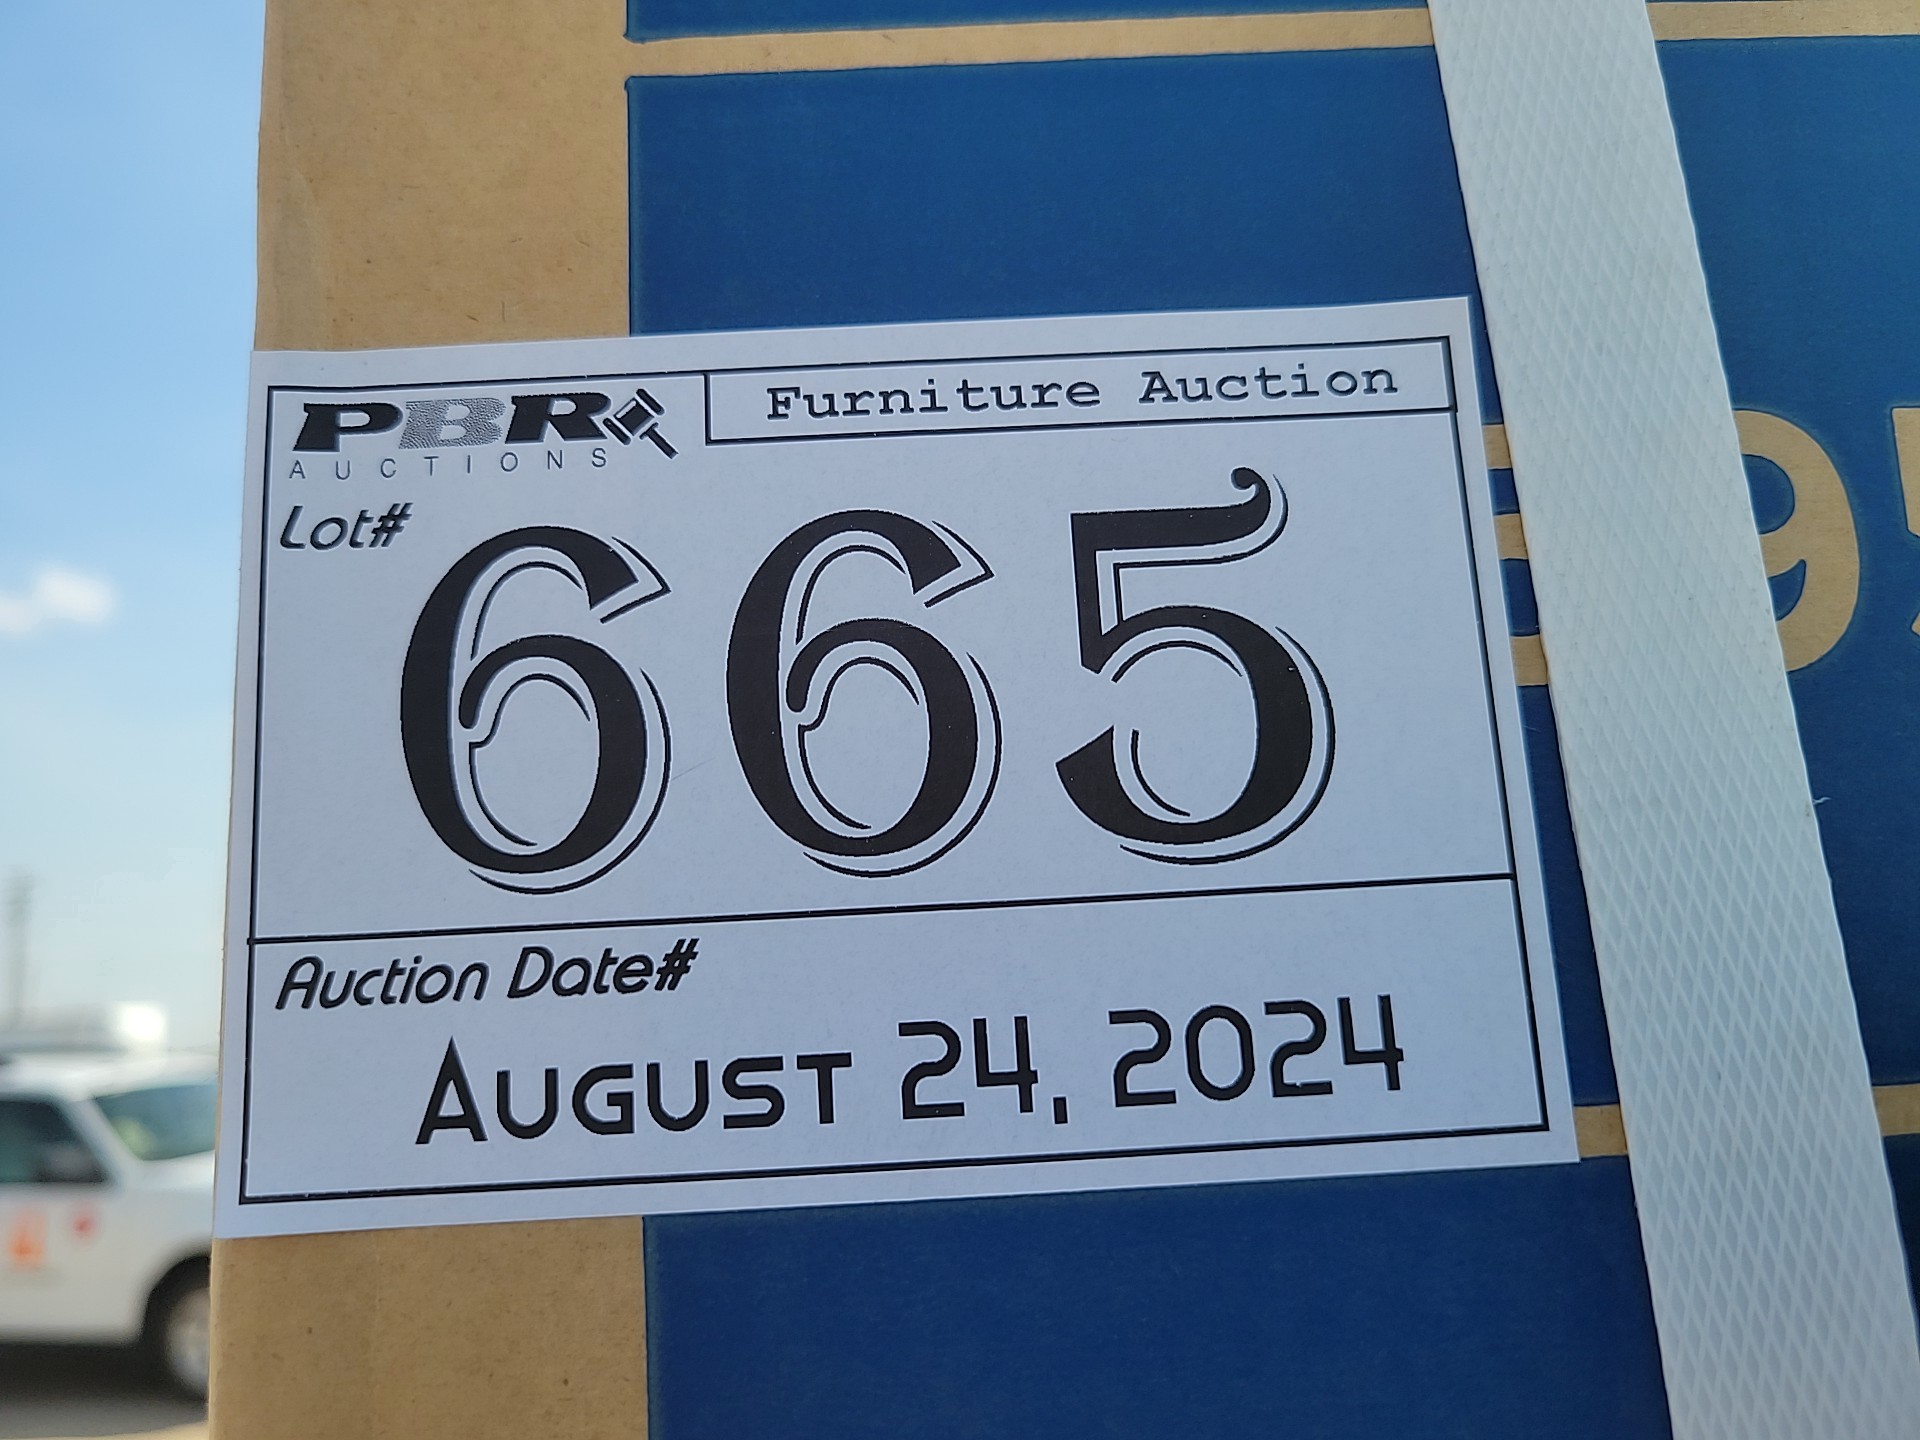 PBR
AUCTIONS
Furniture Auction
Lot#
665
Auction Date#
August 24, 2024